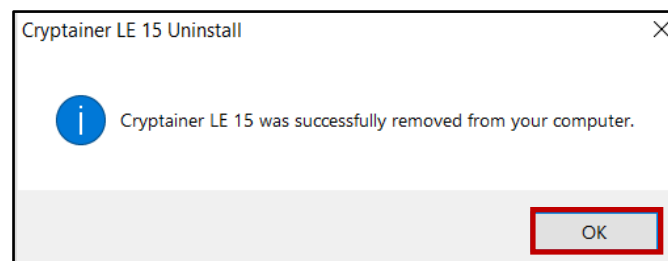 Cryptainer LE 15 Uninstall
Cryptainer LE 15 was successfully removed from your computer.
OK